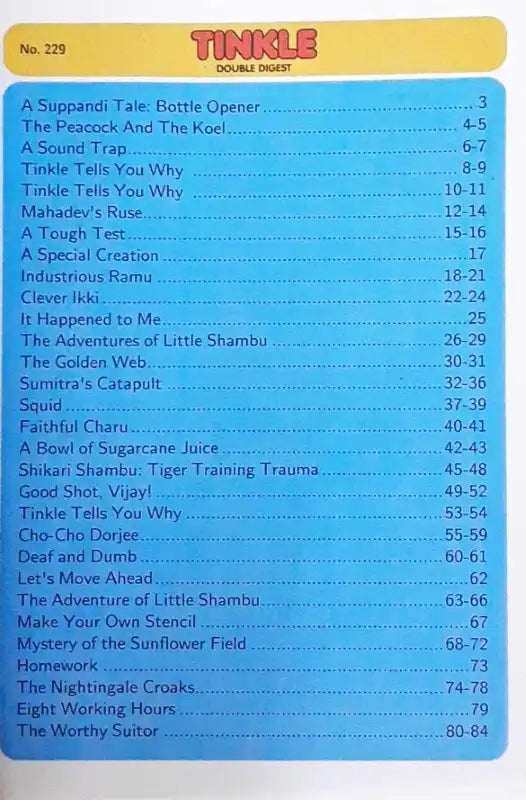 No. 229
TINKLE
DOUBLE DIGEST
A Suppandi Tale: Bottle Opener 3
The Peacock And The Koel 4-5
A Sound Trap 6-7
Tinkle Tells You Why 8-9
Tinkle Tells You Why 10-11
Mahadev's Ruse 12-14
A Tough Test 15-16
A Special Creation 17
Industrious Ramu 18-21
Clever Ikki 22-24
It Happened to Me 25
The Adventures of Little Shambu 26-29
The Golden Web 30-31
Sumitra's Catapult 32-36
Squid 37-39
Faithful Charu 40-41
A Bowl of Sugarcane Juice 42-43
Shikari Shambu: Tiger Training Trauma 45-48
Good Shot, Vijay! 49-52
Tinkle Tells You Why 53-54
Cho-Cho Dorjee 55-59
Deaf and Dumb 60-61
Let's Move Ahead 62
The Adventure of Little Shambu 63-66
Make Your Own Stencil 67
Mystery of the Sunflower Field 68-72
Homework 73
The Nightingale Croaks 74-78
Eight Working Hours 79
The Worthy Suitor 80-84